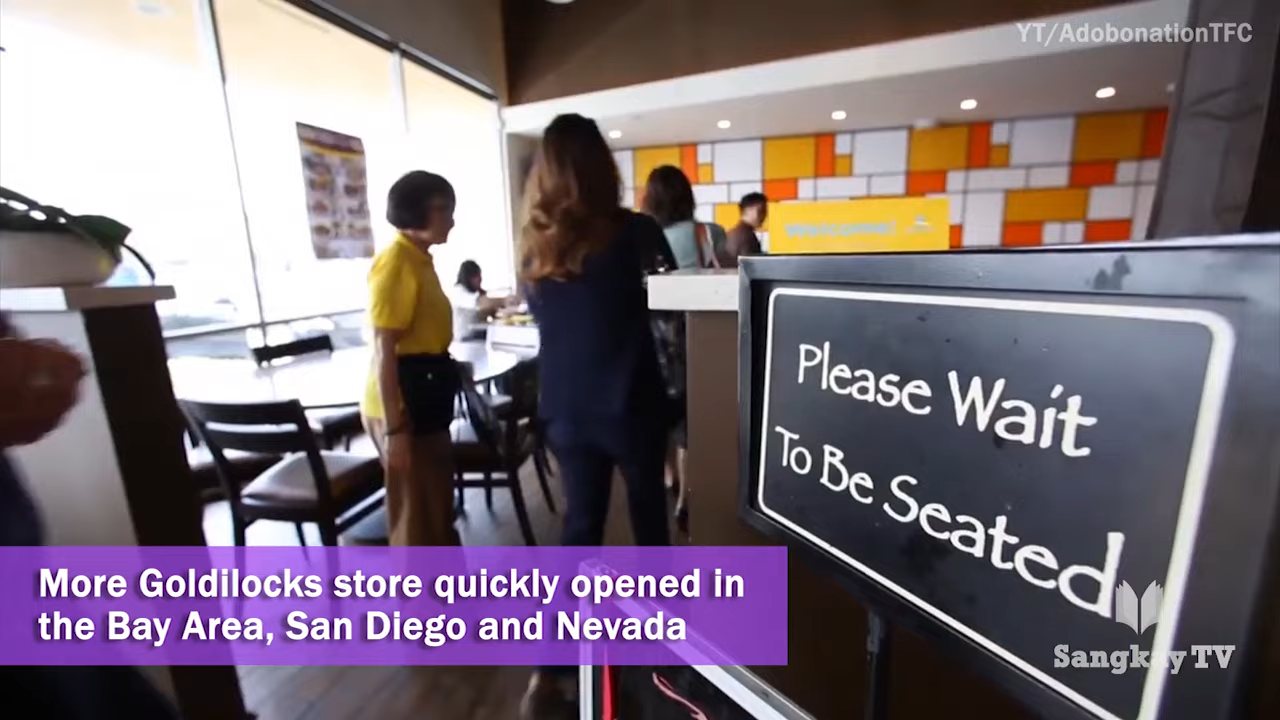 YT/AdobonationTFC
Welcome!
Please Wait
To Be Seated
More Goldilocks store quickly opened in
the Bay Area, San Diego and Nevada
Sangkay TV